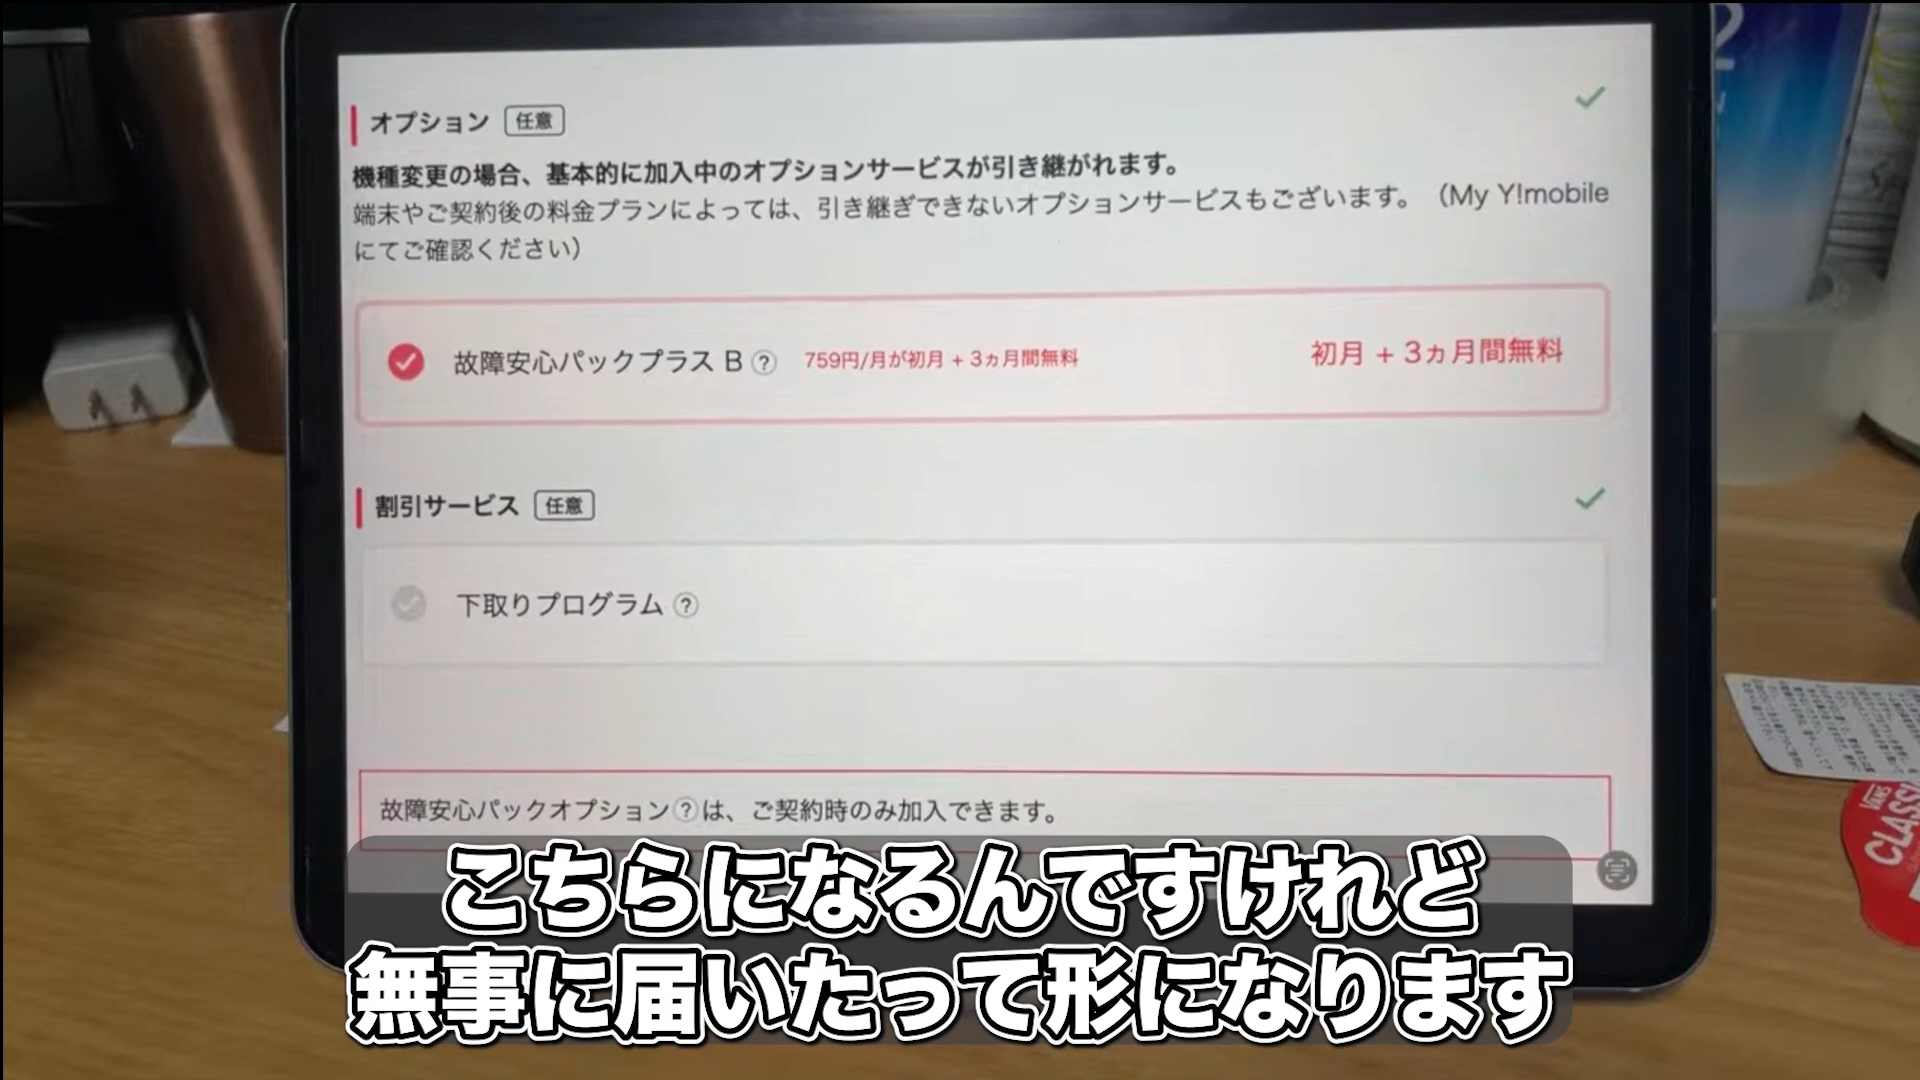 オプション 任意
機種変更の場合、基本的に加入中のオプションサービスが引き継がれます。
端末やご契約後の料金プランによっては、引き継ぎできないオプションサービスもございます。（My Y!mobile
にてご確認ください）
故障安心パックプラス B ? 759円/月が初月 + 3ヵ月間無料 初月 + 3ヵ月間無料
割引サービス 任意
下取りプログラム ?
故障安心パックオプション?は、ご契約時のみ加入できます。
こちらになるんですけれど
無事に届いたって形になります
VANS